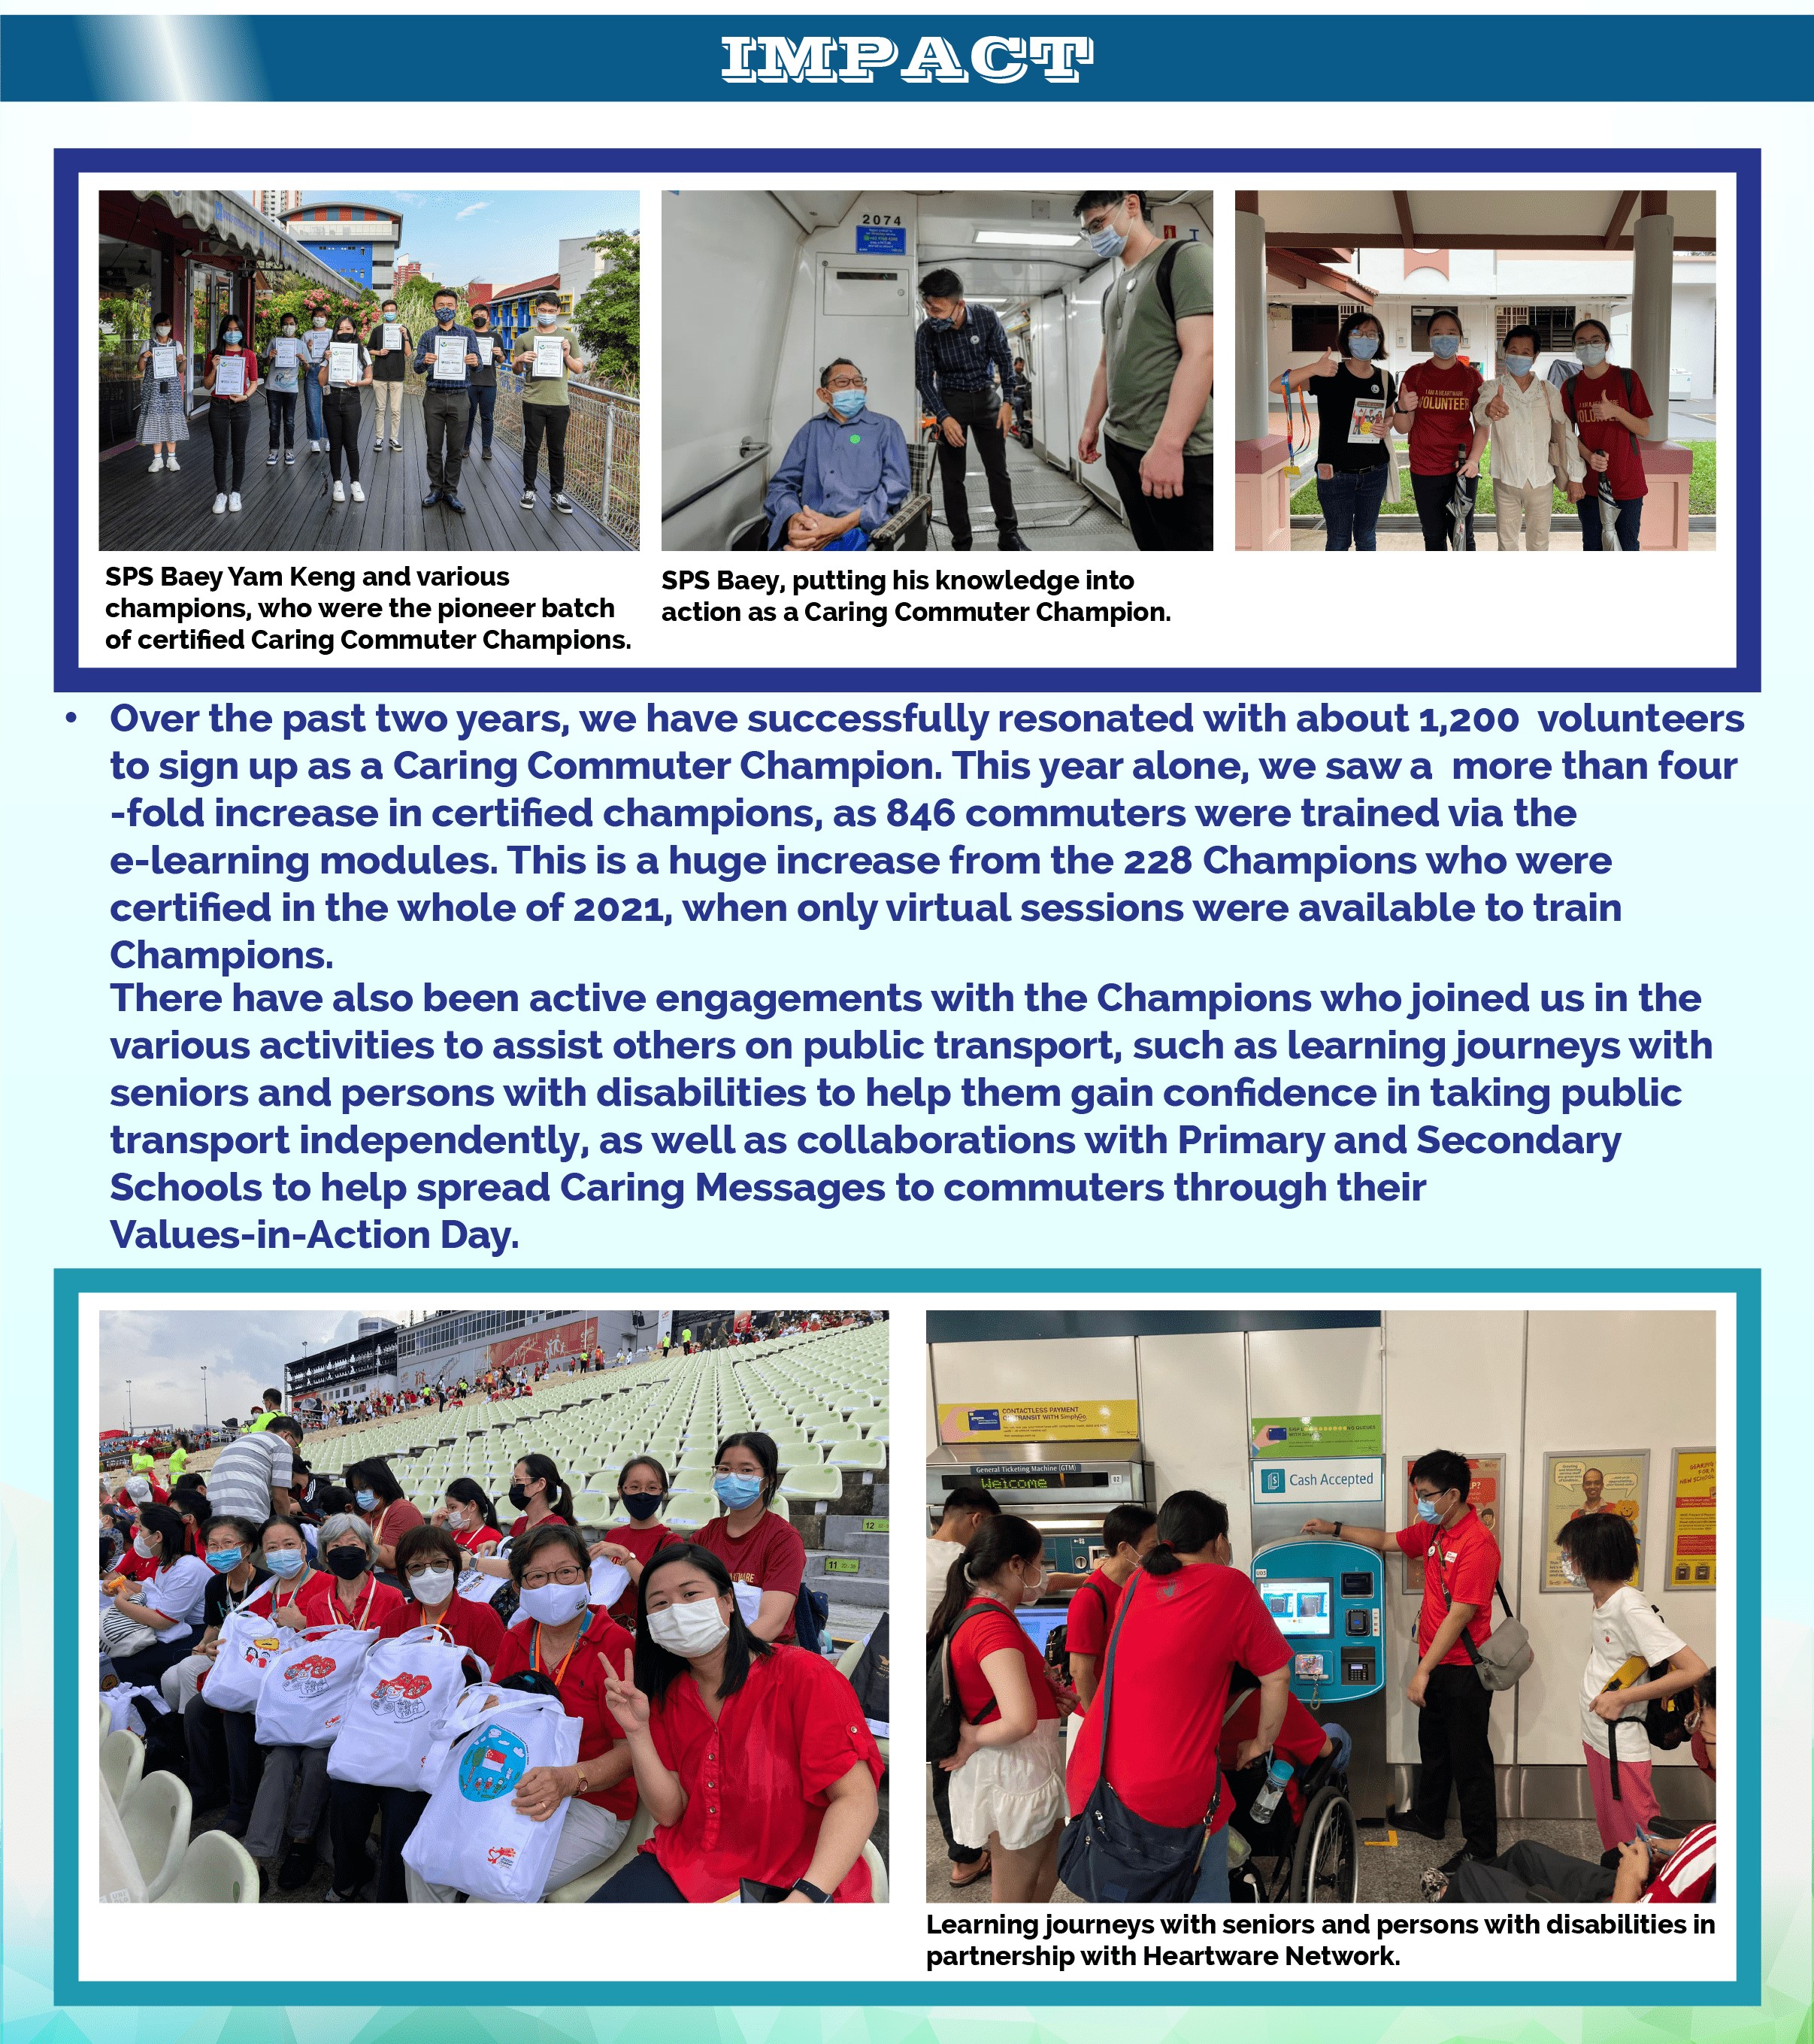 IMPACT
2074
I AM A HEARTWARE
VOLUNTEER
SPS Baey Yam Keng and various
champions, who were the pioneer batch
of certified Caring Commuter Champions.
SPS Baey, putting his knowledge into
action as a Caring Commuter Champion.
• Over the past two years, we have successfully resonated with about 1,200  volunteers
to sign up as a Caring Commuter Champion. This year alone, we saw a  more than four
-fold increase in certified champions, as 846 commuters were trained via the
e-learning modules. This is a huge increase from the 228 Champions who were
certified in the whole of 2021, when only virtual sessions were available to train
Champions.
There have also been active engagements with the Champions who joined us in the
various activities to assist others on public transport, such as learning journeys with
seniors and persons with disabilities to help them gain confidence in taking public
transport independently, as well as collaborations with Primary and Secondary
Schools to help spread Caring Messages to commuters through their
Values-in-Action Day.
12
11
CONTACTLESS PAYMENT
TRANSIT WITH SimplyGo
General Ticketing Machine (GTM)
Welcome
Cash Accepted
Learning journeys with seniors and persons with disabilities in
partnership with Heartware Network.